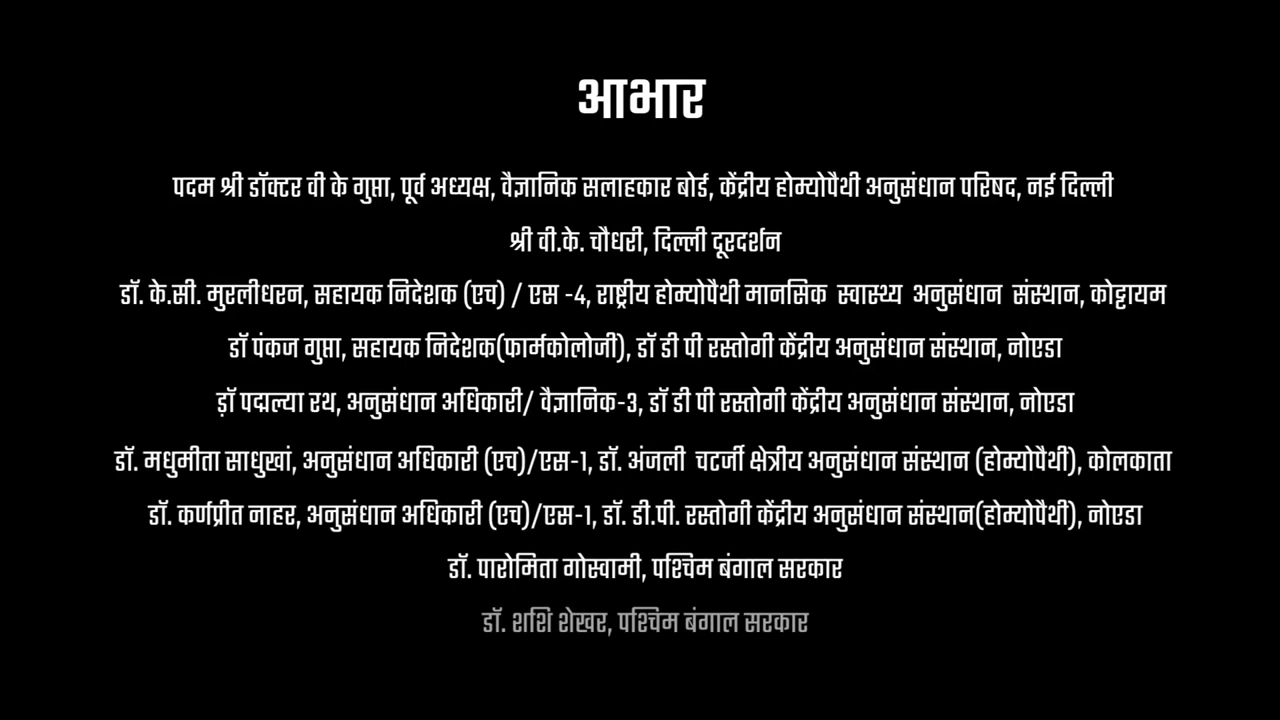 आभार
पदम श्री डॉक्टर वी के गुप्ता, पूर्व अध्यक्ष, वैज्ञानिक सलाहकार बोर्ड, केंद्रीय होम्योपैथी अनुसंधान परिषद, नई दिल्ली
श्री वी.के. चौधरी, दिल्ली दूरदर्शन
डॉ. के.सी. मुरलीधरन, सहायक निदेशक (एच) / एस -4, राष्ट्रीय होम्योपैथी मानसिक स्वास्थ्य अनुसंधान संस्थान, कोट्टायम
डॉ पंकज गुप्ता, सहायक निदेशक(फार्मकोलोजी), डॉ डी पी रस्तोगी केंद्रीय अनुसंधान संस्थान, नोएडा
ड़ॉ पद्मल्या रथ, अनुसंधान अधिकारी/ वैज्ञानिक-3, डॉ डी पी रस्तोगी केंद्रीय अनुसंधान संस्थान, नोएडा
डॉ. मधुमीता साधुखां, अनुसंधान अधिकारी (एच)/एस-1, डॉ. अंजली चटर्जी क्षेत्रीय अनुसंधान संस्थान (होम्योपैथी), कोलकाता
डॉ. कर्णप्रीत नाहर, अनुसंधान अधिकारी (एच)/एस-1, डॉ. डी.पी. रस्तोगी केंद्रीय अनुसंधान संस्थान(होम्योपैथी), नोएडा
डॉ. पारोमिता गोस्वामी, पश्चिम बंगाल सरकार
डॉ. शशि शेखर, पश्चिम बंगाल सरकार